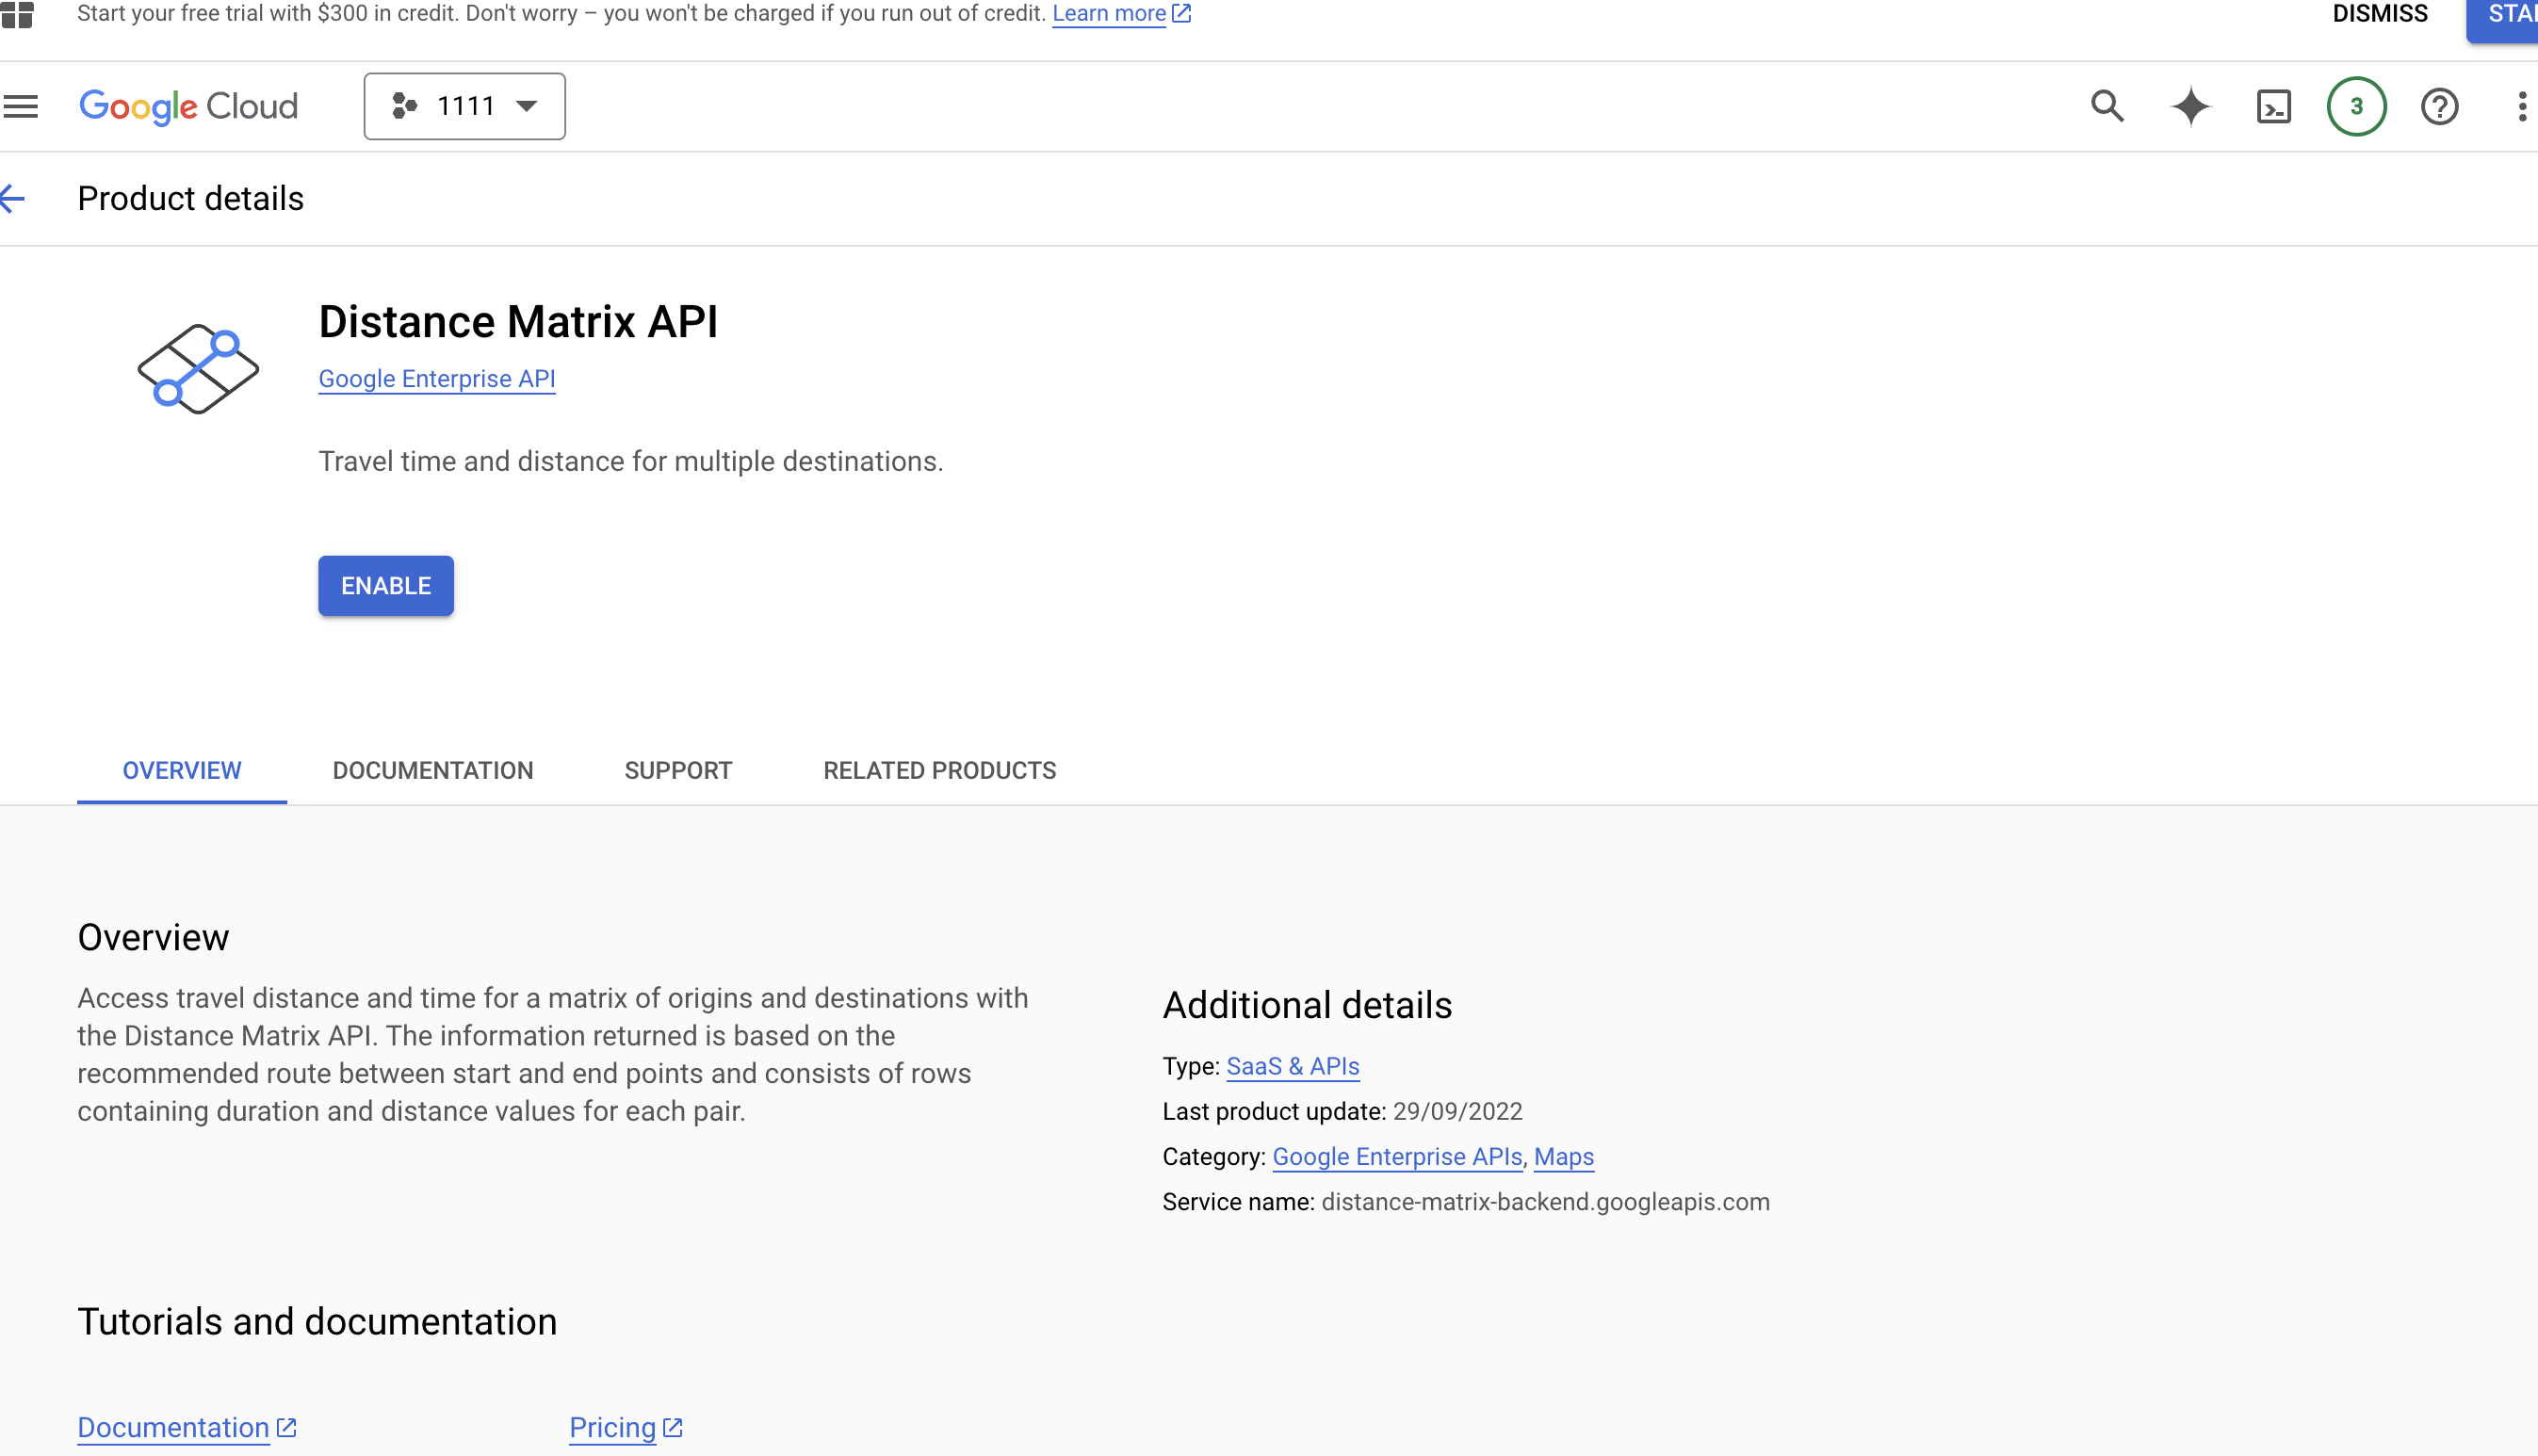 Start your free trial with $300 in credit. Don't worry – you won't be charged if you run out of credit. Learn more
DISMISS
Google Cloud
1111
3
Product details
Distance Matrix API
Google Enterprise API
Travel time and distance for multiple destinations.
ENABLE
OVERVIEW
DOCUMENTATION
SUPPORT
RELATED PRODUCTS
Overview
Access travel distance and time for a matrix of origins and destinations with
the Distance Matrix API. The information returned is based on the
recommended route between start and end points and consists of rows
containing duration and distance values for each pair.
Additional details
Type: SaaS & APIs
Last product update: 29/09/2022
Category: Google Enterprise APIs, Maps
Service name: distance-matrix-backend.googleapis.com
Tutorials and documentation
Documentation
Pricing